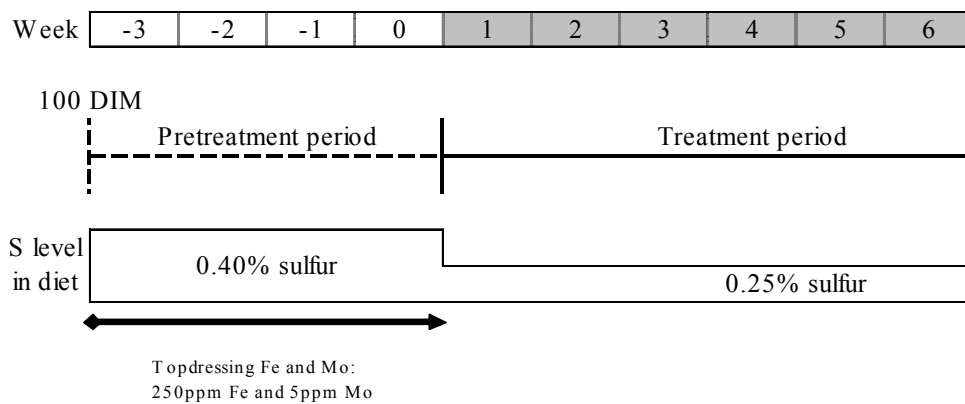 Week -3 -2 -1 0 1 2 3 4 5 6
100 DIM
Pretreatment period Treatment period
S level
in diet
0.40% sulfur
0.25% sulfur
Topdressing Fe and Mo:
250ppm Fe and 5ppm Mo